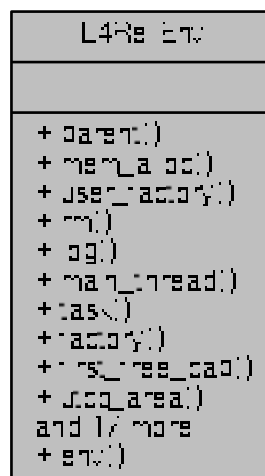 L4Re Env
+ parent()
+ mem_alloc()
+ user_factory()
+ rm()
+ log()
+ main_thread()
+ task()
+ factory()
+ first_free_cap()
+ utcb_area()
and 17 more
+ env()